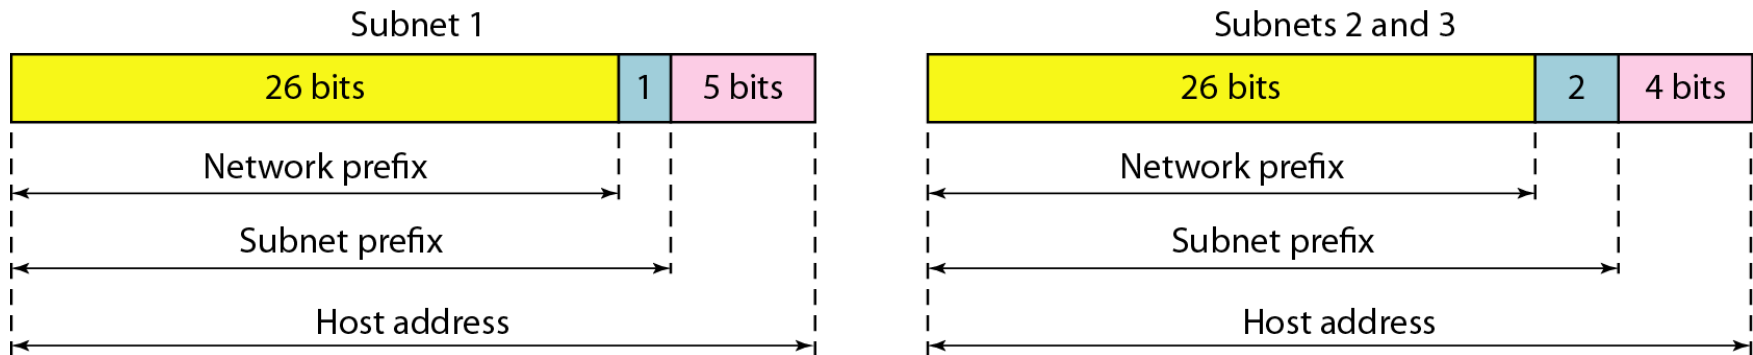 Subnet 1
26 bits
1
5 bits
Network prefix
Subnet prefix
Host address
Subnets 2 and 3
26 bits
2
4 bits
Network prefix
Subnet prefix
Host address